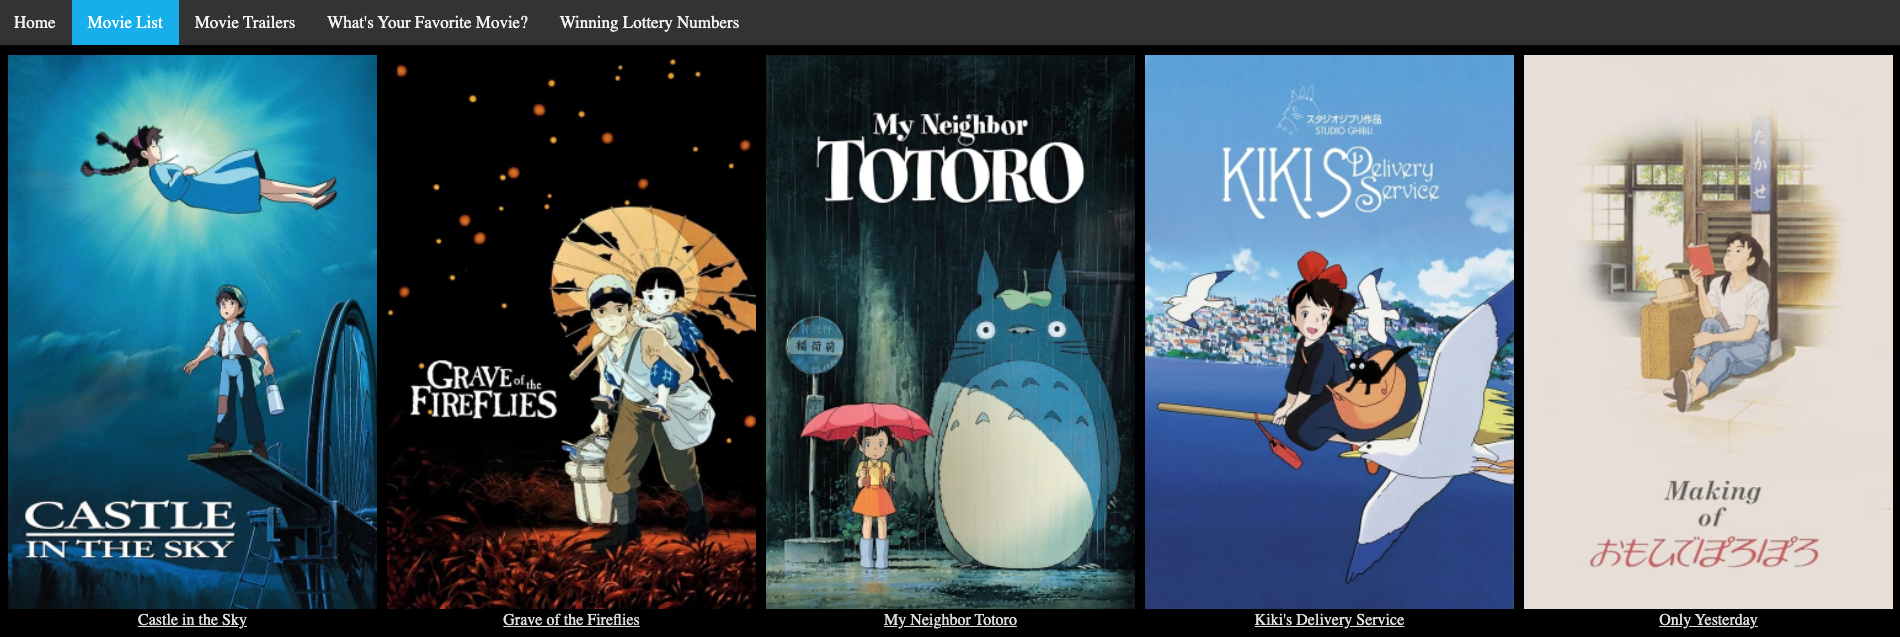 Home Movie List Movie Trailers What's Your Favorite Movie? Winning Lottery Numbers
CASTLE
IN THE SKY
GRAVE of the
FIREFLIES
My Neighbor
TOTORO
稲荷前
スタジオジブリ作品
STUDIO GHIBLI
KIKI'S Delivery
Service
たかせ
Making
of
おもひでぽろぽろ
Castle in the Sky
Grave of the Fireflies
My Neighbor Totoro
Kiki's Delivery Service
Only Yesterday